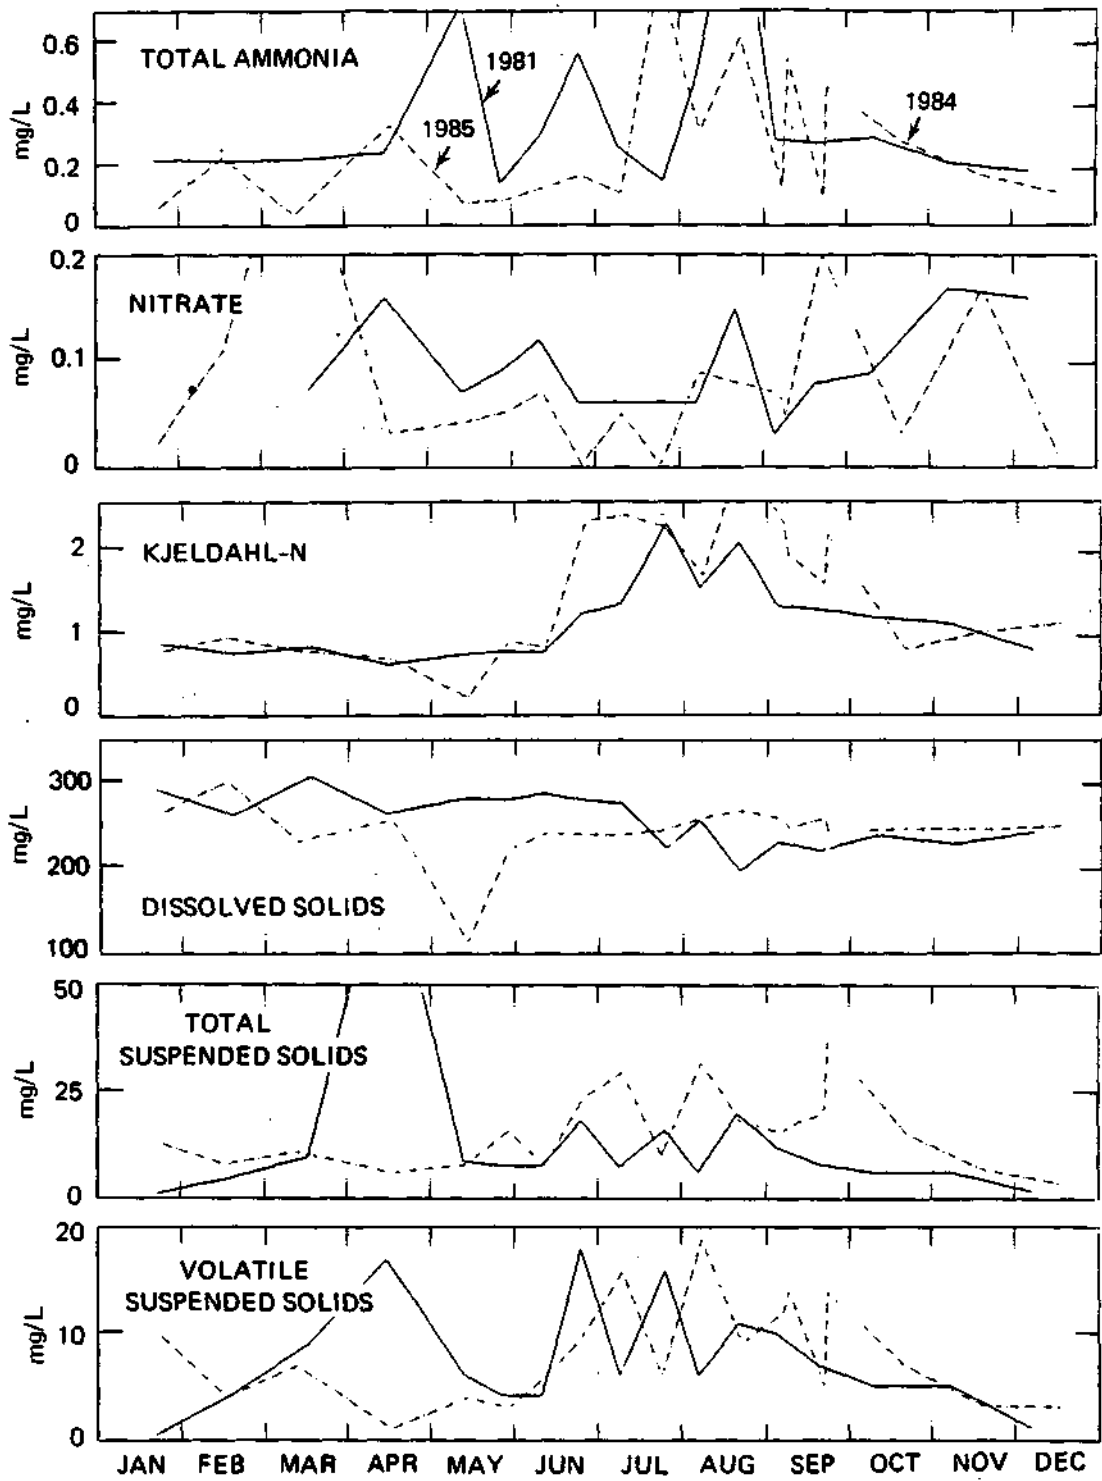 0.6
TOTAL AMMONIA
1981
0.4
mg/L
1985
1984
0.2
0
0.2
NITRATE
0.1
mg/L
0
2
KJELDAHL-N
mg/L
1
0
300
mg/L
200
DISSOLVED SOLIDS
100
50
TOTAL
SUSPENDED SOLIDS
25
mg/L
0
20
VOLATILE
SUSPENDED SOLIDS
10
mg/L
0
JAN FEB MAR APR MAY JUN JUL AUG SEP OCT NOV DEC